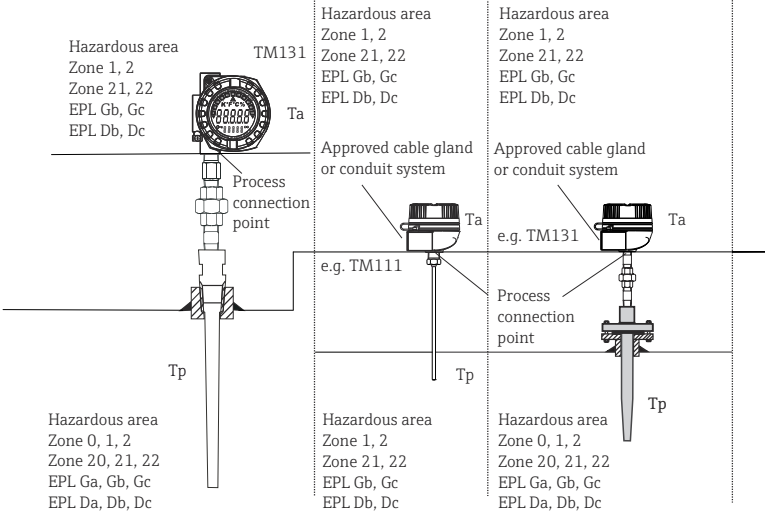 Hazardous area
Zone 1, 2
Zone 21, 22
EPL Gb, Gc
EPL Db, Dc
TM131
K°F°C%
Ta
Process
connection
point
Tp
Hazardous area
Zone 0, 1, 2
Zone 20, 21, 22
EPL Ga, Gb, Gc
EPL Da, Db, Dc
Hazardous area
Zone 1, 2
Zone 21, 22
EPL Gb, Gc
EPL Db, Dc
Approved cable gland
or conduit system
Ta
e.g. TM111
Tp
Hazardous area
Zone 1, 2
Zone 21, 22
EPL Gb, Gc
EPL Db, Dc
Hazardous area
Zone 1, 2
Zone 21, 22
EPL Gb, Gc
EPL Db, Dc
Approved cable gland
or conduit system
Ta
e.g. TM131
Process
connection
point
Tp
Hazardous area
Zone 0, 1, 2
Zone 20, 21, 22
EPL Ga, Gb, Gc
EPL Da, Db, Dc